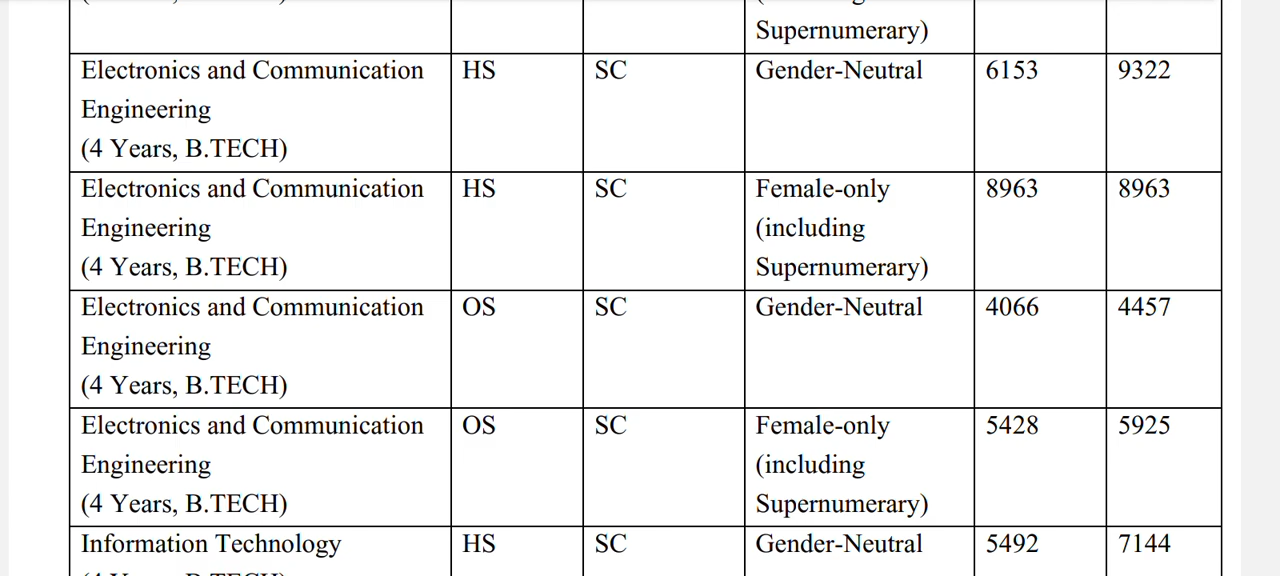 Supernumerary)
Electronics and Communication HS SC Gender-Neutral 6153 9322
Engineering
(4 Years, B.TECH)
Electronics and Communication HS SC Female-only 8963 8963
Engineering (including
(4 Years, B.TECH) Supernumerary)
Electronics and Communication OS SC Gender-Neutral 4066 4457
Engineering
(4 Years, B.TECH)
Electronics and Communication OS SC Female-only 5428 5925
Engineering (including
(4 Years, B.TECH) Supernumerary)
Information Technology HS SC Gender-Neutral 5492 7144